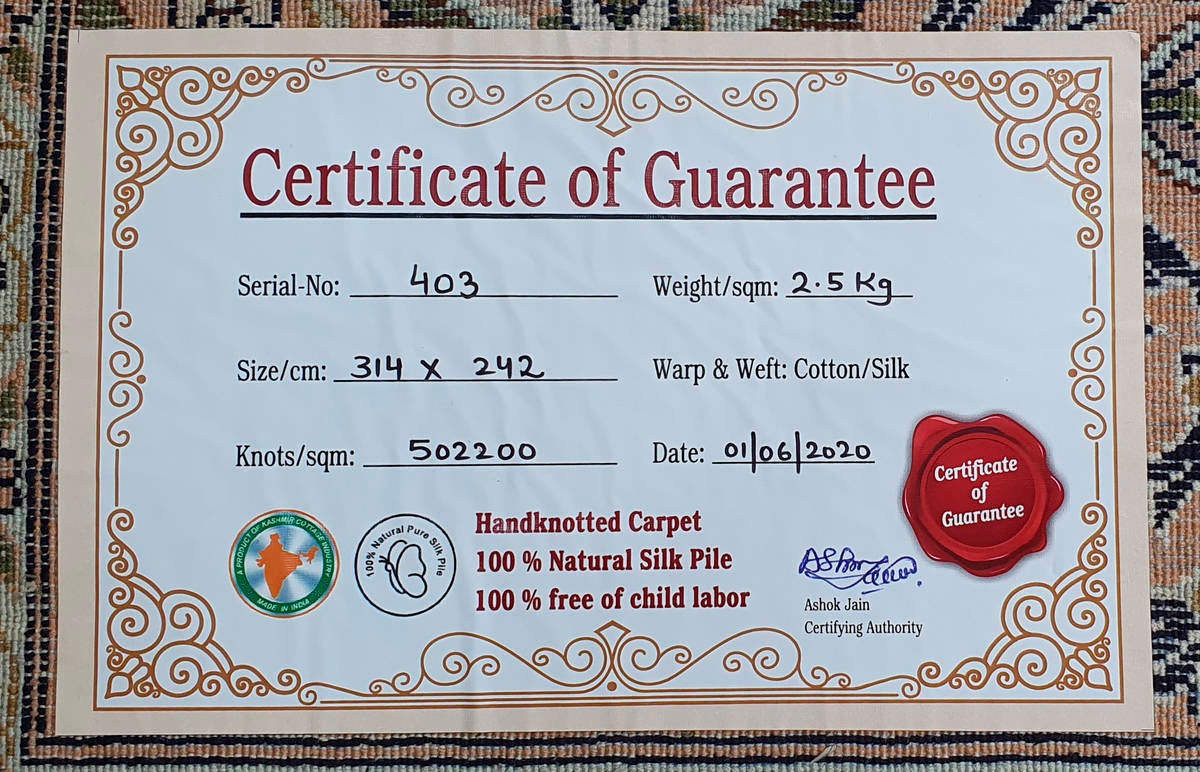 Certificate of Guarantee
Serial-No: 403
Weight/sqm: 2.5 Kg
Size/cm: 314 x 242
Warp & Weft: Cotton/Silk
Knots/sqm: 502200
Date: 01/06/2020
A PRODUCT OF KASHMIR COTTAGE INDUSTRY
MADE IN INDIA
100% Natural Pure Silk Pile
Handknotted Carpet
100 % Natural Silk Pile
100 % free of child labor
Certificate
of
Guarantee
Ashok Jain
Certifying Authority